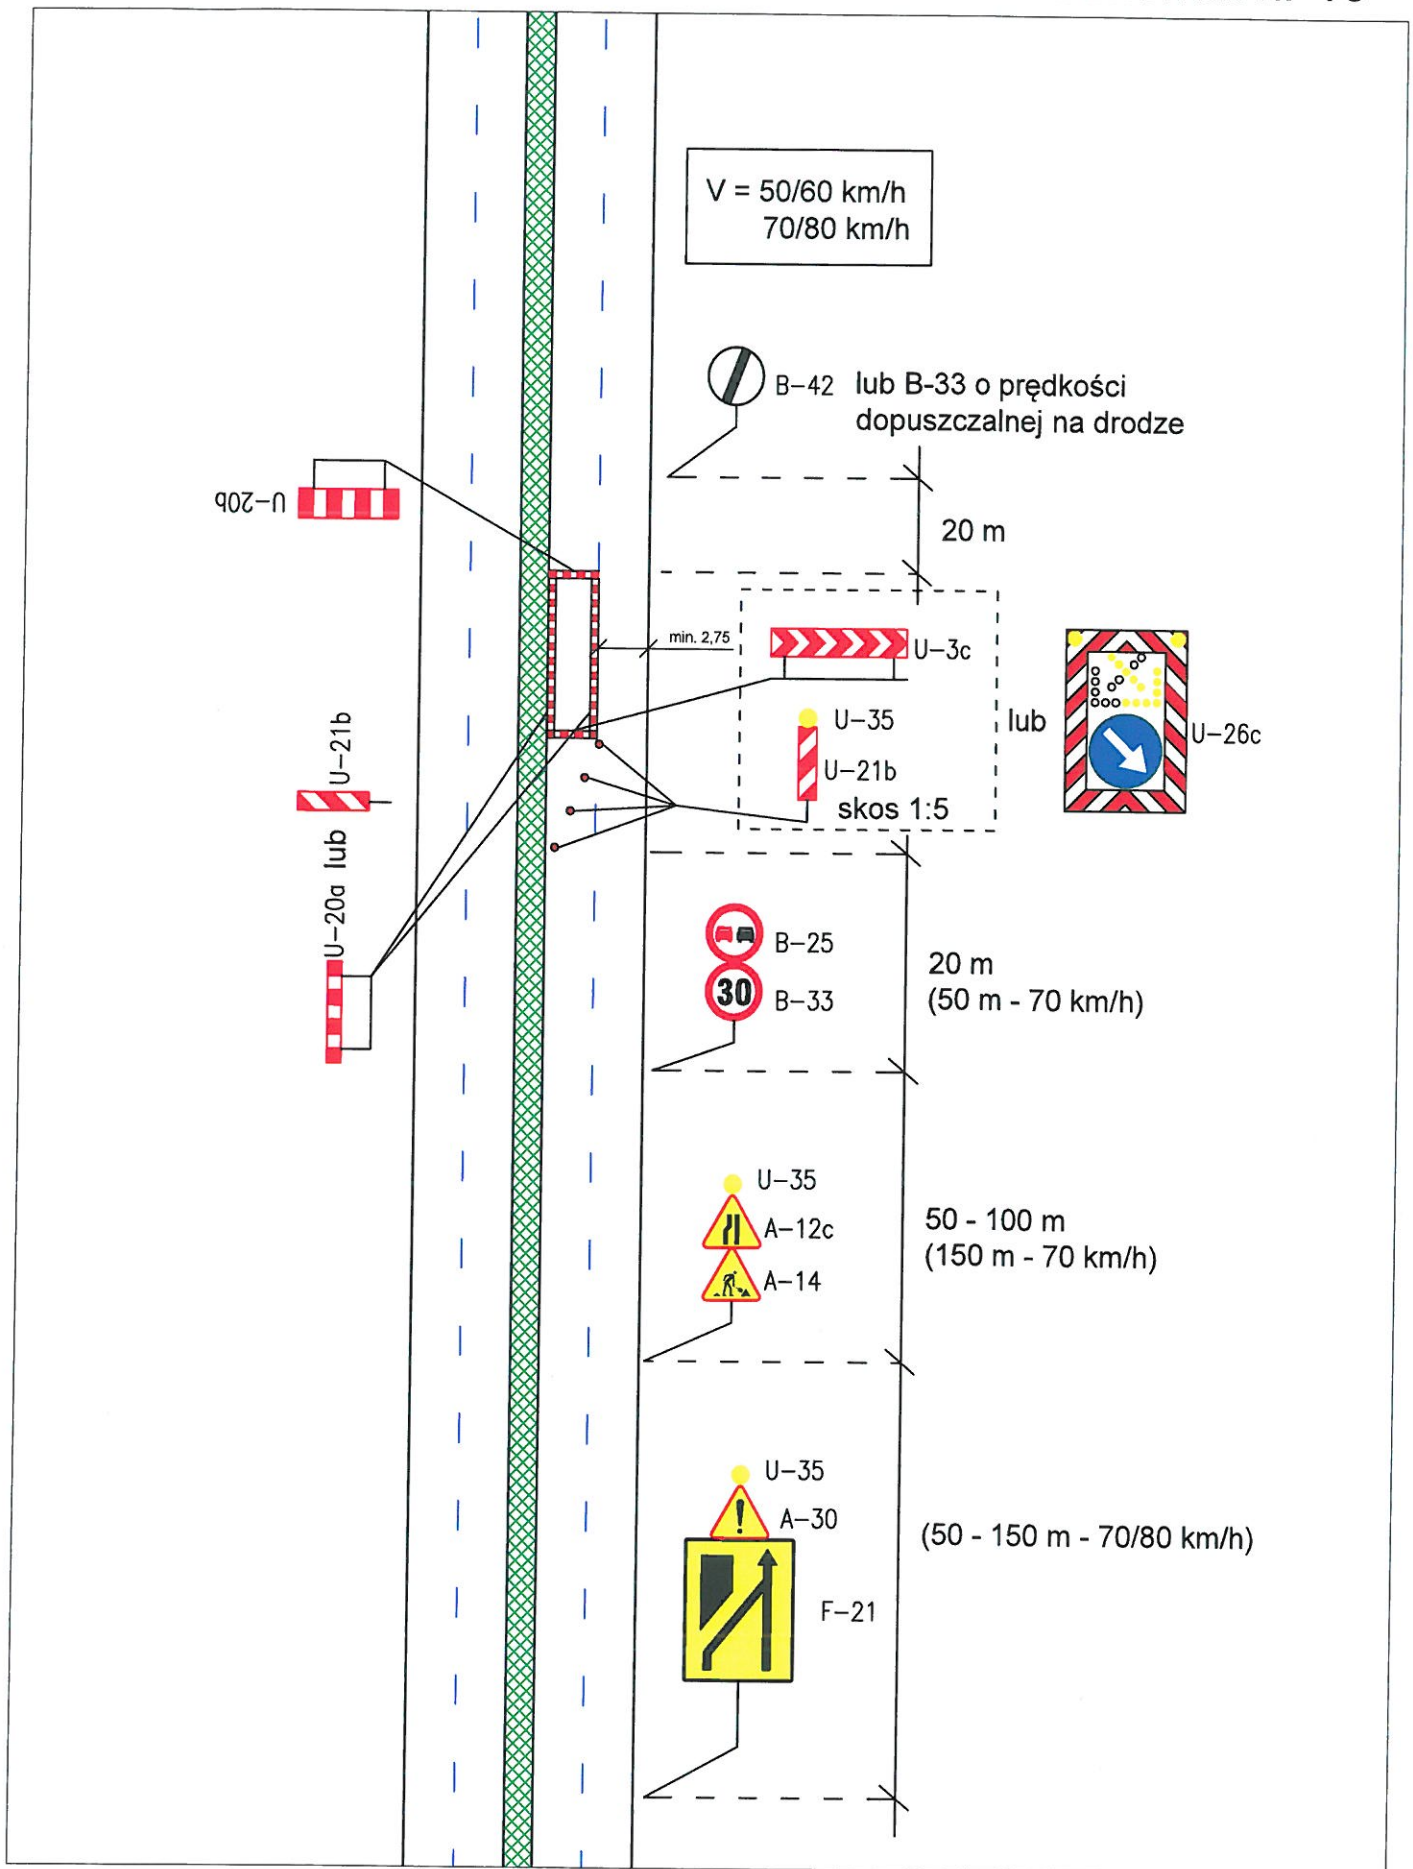 V = 50/60 km/h
70/80 km/h
B-42 lub B-33 o prędkości
dopuszczalnej na drodze
U-20b
20 m
min. 2,75
U-3c
U-35
U-21b
skos 1:5
lub
U-26c
U-20a lub U-21b
B-25
30
B-33
20 m
(50 m - 70 km/h)
U-35
A-12c
A-14
50 - 100 m
(150 m - 70 km/h)
U-35
A-30
(50 - 150 m - 70/80 km/h)
F-21